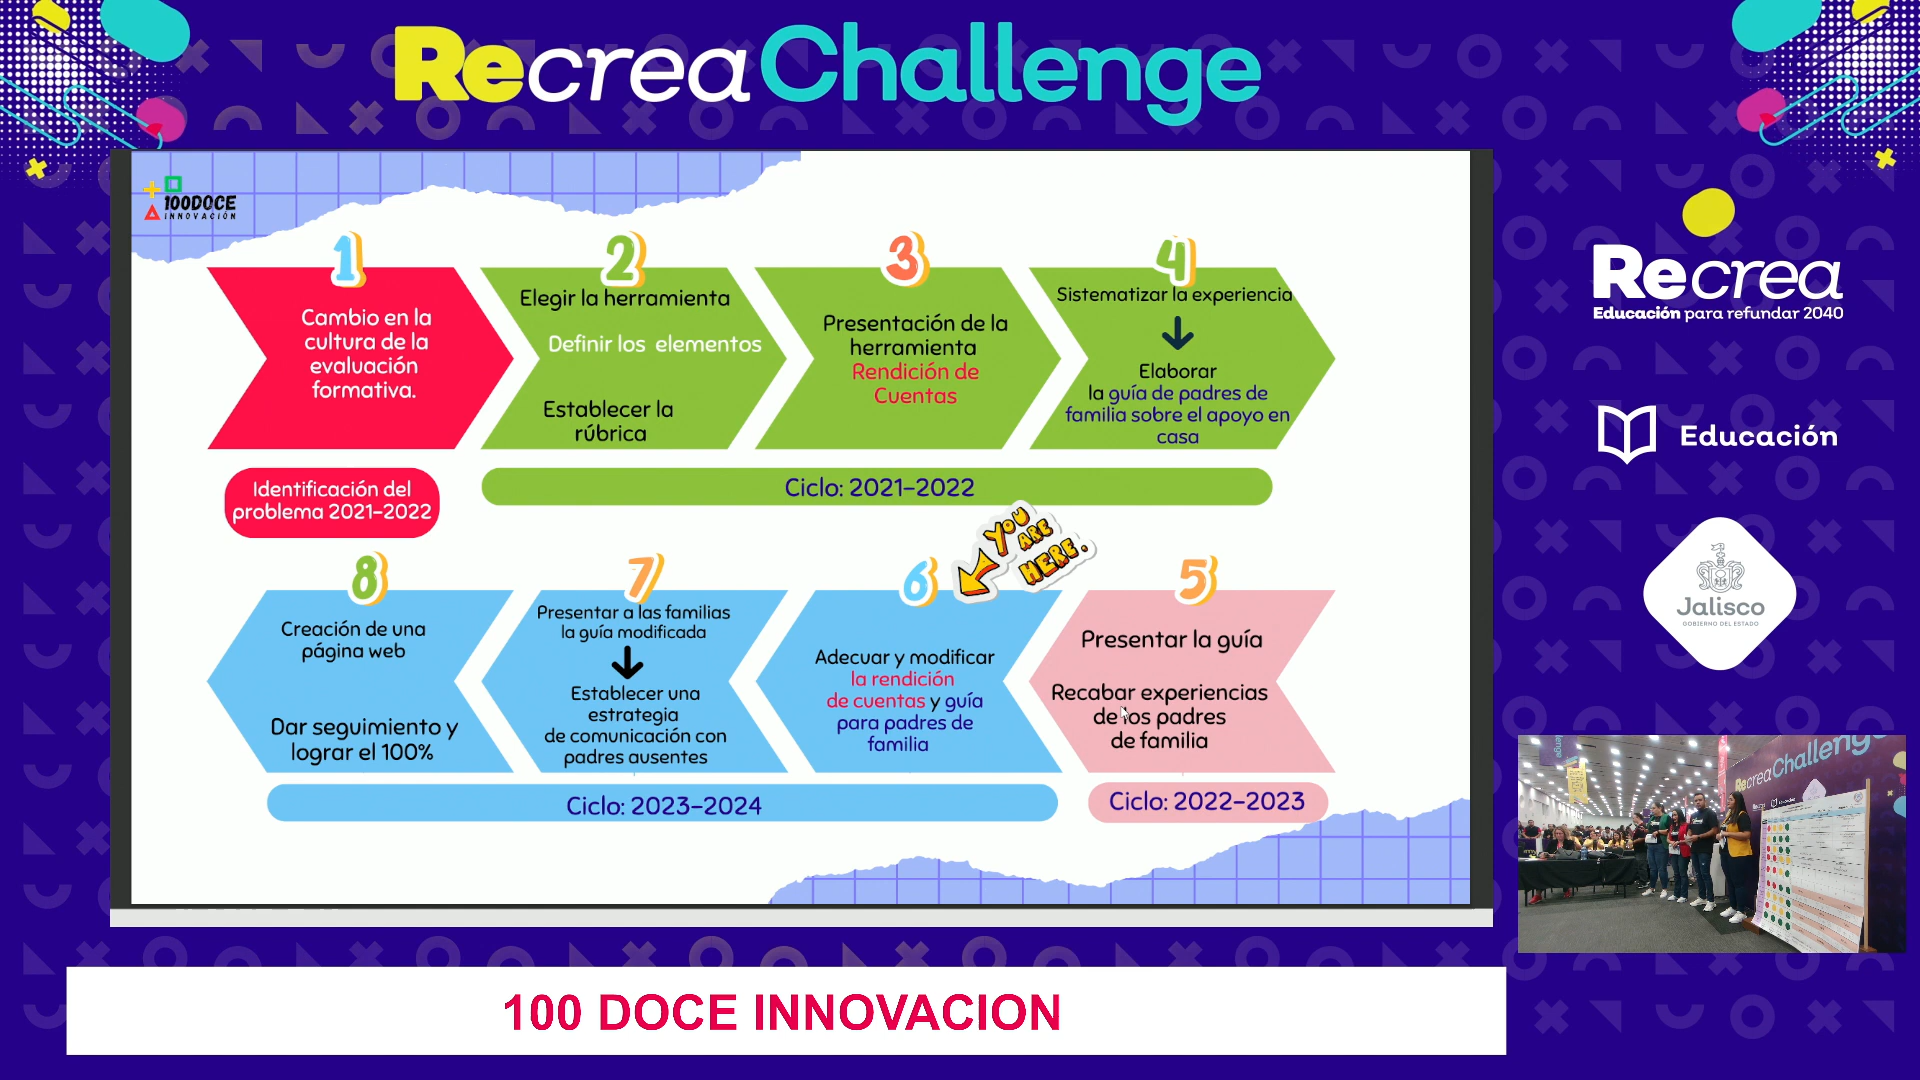 RecreaChallenge
100DOCE
INNOVACIÓN
1
Cambio en la
cultura de la
evaluación
formativa.
Identificación del
problema 2021-2022
2
Elegir la herramienta
Definir los elementos
Establecer la
rúbrica
3
Presentación de la
herramienta
Rendición de
Cuentas
4
Sistematizar la experiencia
Elaborar
la guía de padres de
familia sobre el apoyo en
casa
Ciclo: 2021-2022
YOU
ARE
HERE.
5
Presentar la guía
Recabar experiencias
de los padres
de familia
Ciclo: 2022-2023
6
Adecuar y modificar
la rendición
de cuentas y guía
para padres de
familia
7
Presentar a las familias
la guía modificada
Establecer una
estrategia
de comunicación con
padres ausentes
8
Creación de una
página web
Dar seguimiento y
lograr el 100%
Ciclo: 2023-2024
Recrea
Educación para refundar 2040
Educación
Jalisco
GOBIERNO DEL ESTADO
RecreaChallenge
100 DOCE INNOVACION